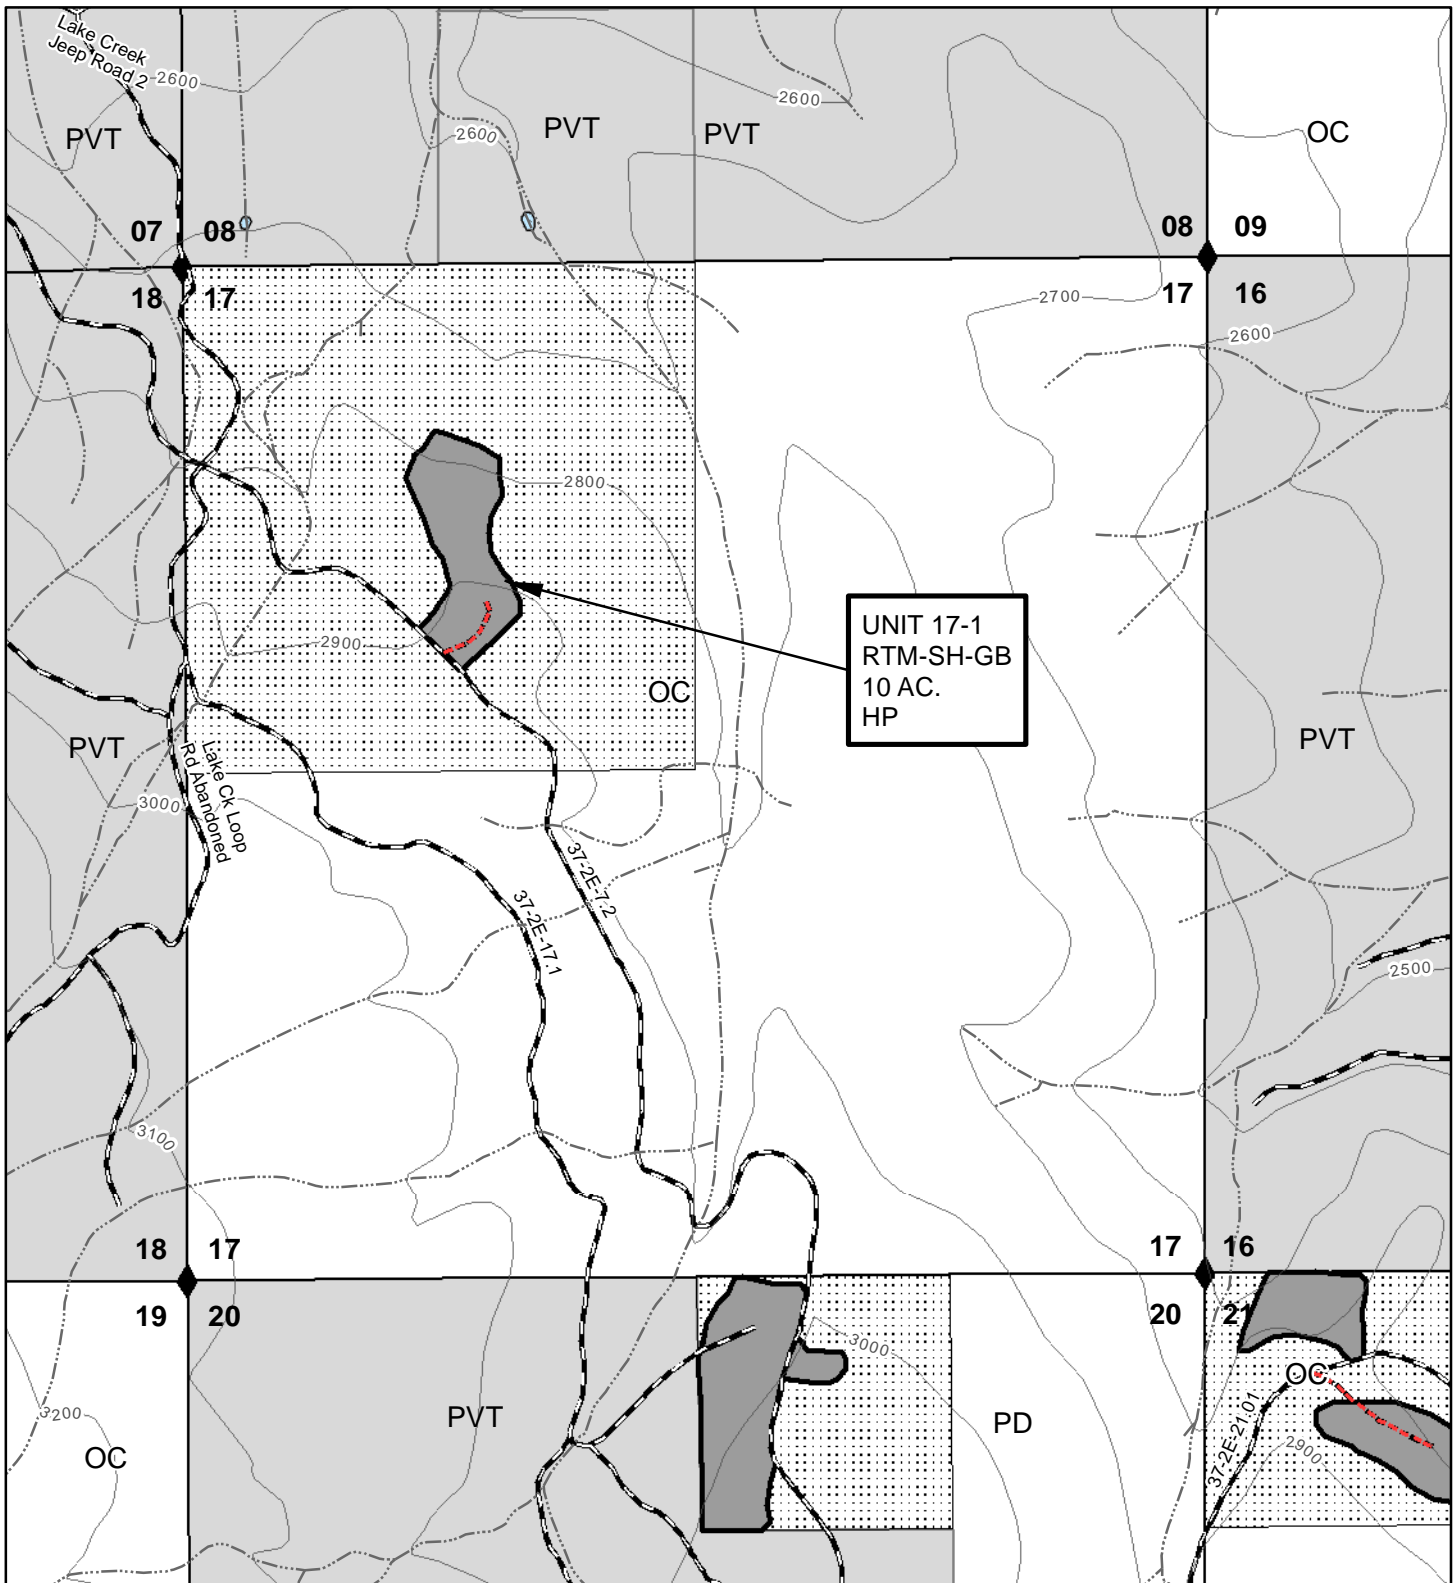 Lake Creek
Jeep Road 2
2600
2600
2600
PVT
PVT
PVT
OC
07
08
08
09
18
17
17
16
2700
2600
2800
2900
UNIT 17-1
RTM-SH-GB
10 AC.
HP
OC
PVT
PVT
Lake Ck Loop
Rd Abandoned
3000
37-2E-7.2
37-2E-17.1
2500
3100
18
17
17
16
19
20
20
21
3000
OC
3200
PVT
PD
OC
37-2E-21.01
2900